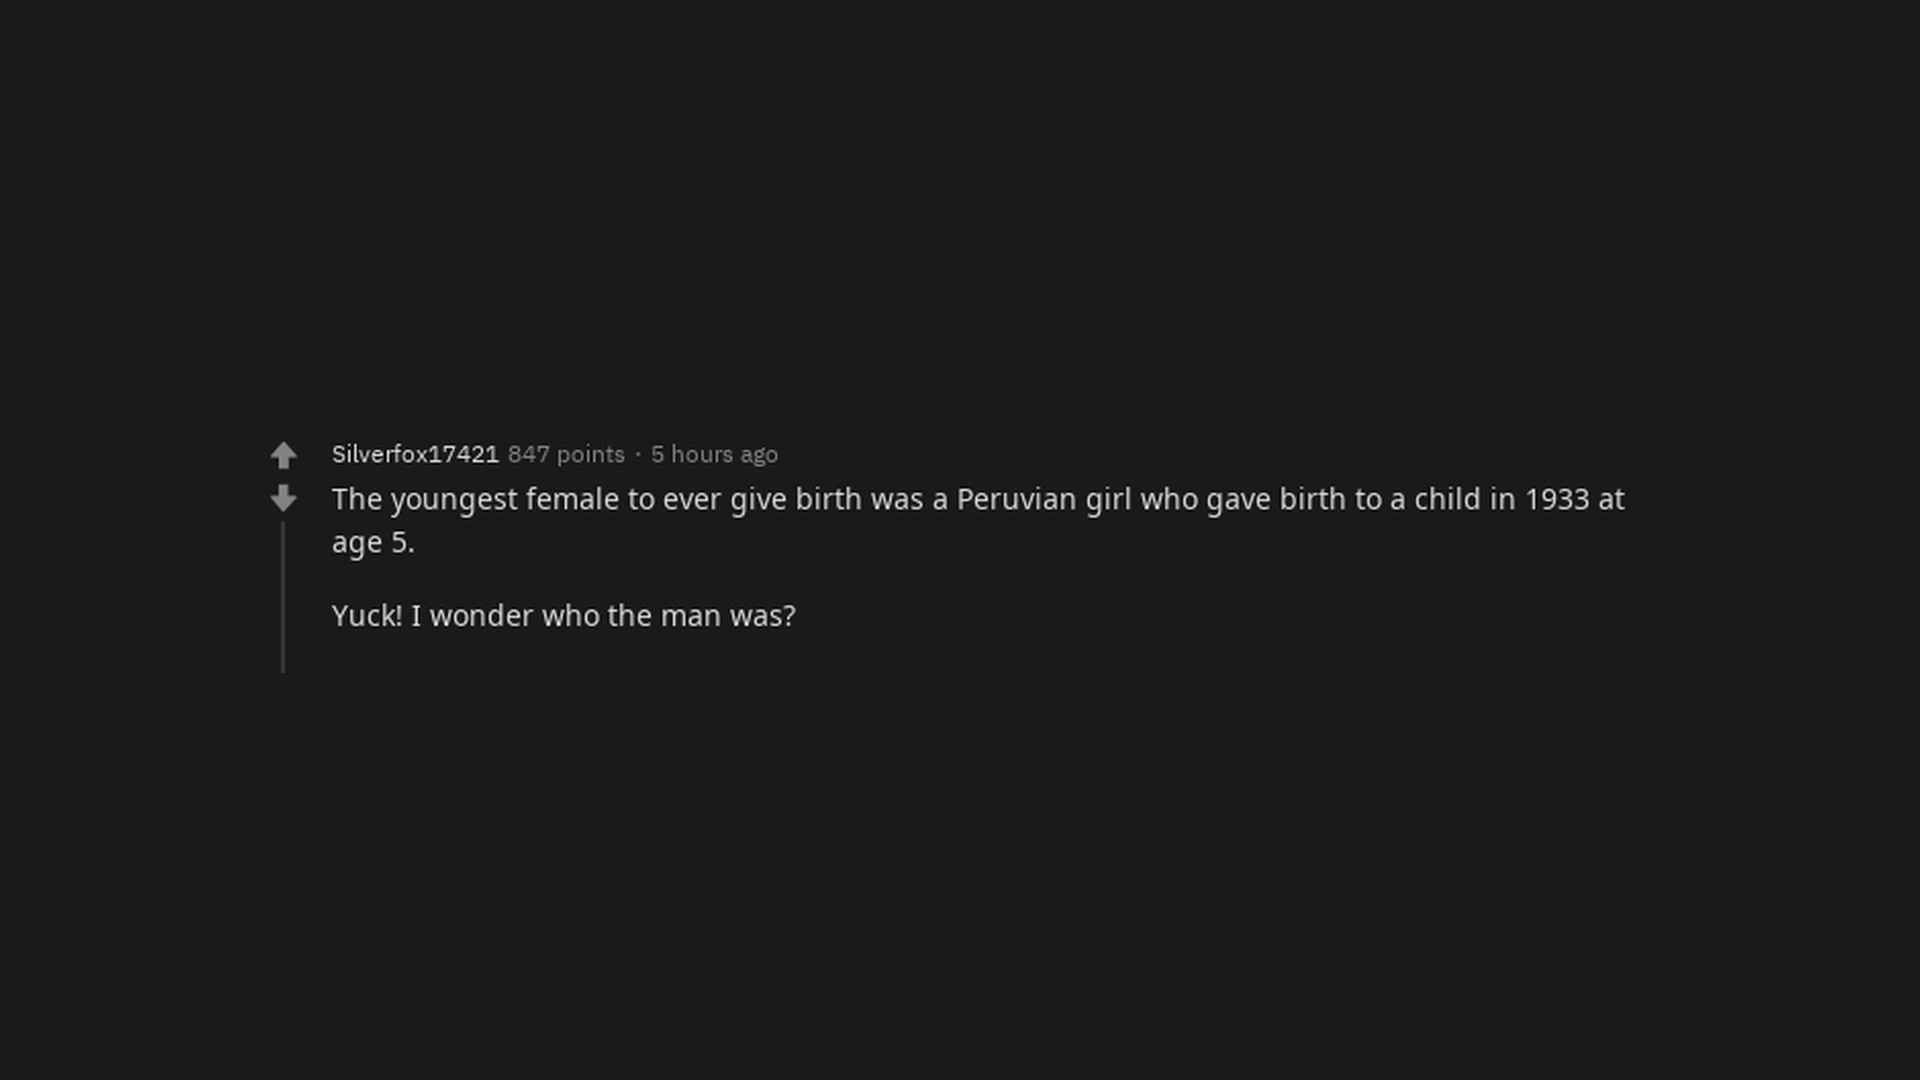 Silverfox17421 847 points · 5 hours ago
The youngest female to ever give birth was a Peruvian girl who gave birth to a child in 1933 at
age 5.
Yuck! I wonder who the man was?